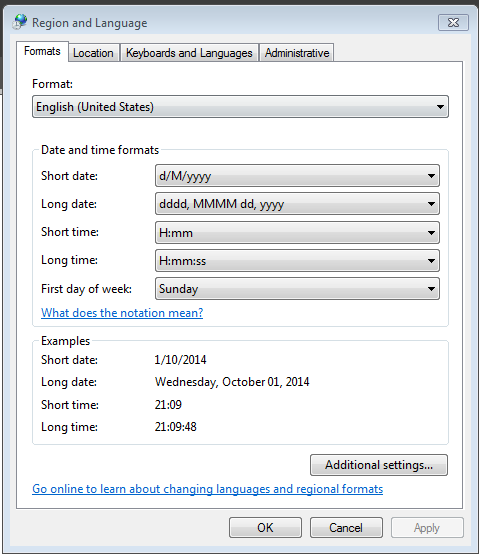 Region and Language
Formats Location Keyboards and Languages Administrative
Format:
English (United States)
Date and time formats
Short date: d/M/yyyy
Long date: dddd, MMMM dd, yyyy
Short time: H:mm
Long time: H:mm:ss
First day of week: Sunday
What does the notation mean?
Examples
Short date: 1/10/2014
Long date: Wednesday, October 01, 2014
Short time: 21:09
Long time: 21:09:48
Additional settings...
Go online to learn about changing languages and regional formats
OK Cancel Apply